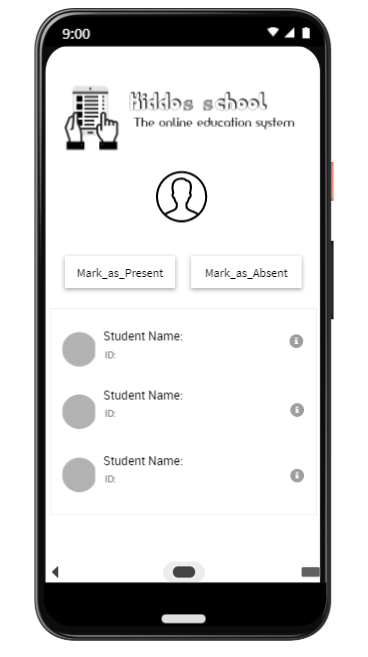 9:00
Kiddos school
The online education system
Mark_as_Present
Mark_as_Absent
Student Name:
ID:
Student Name:
ID:
Student Name:
ID: